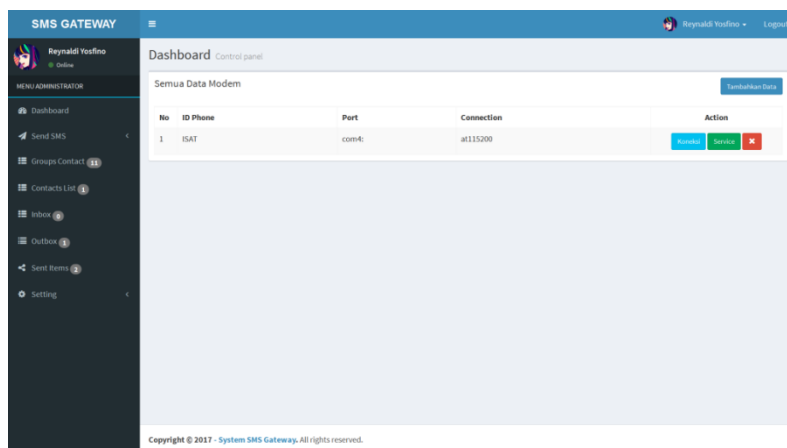 SMS GATEWAY
Reynaldi Yosfino
Logout
Reynaldi Yosfino
Online
MENU ADMINISTRATOR
Dashboard
Send SMS
Groups Contact 11
Contacts List 1
Inbox 0
Outbox 1
Sent Items 2
Setting
Dashboard Control panel
Semua Data Modem
Tambahkan Data
No ID Phone Port Connection Action
1 ISAT com4: at115200 Koneksi Service
Copyright © 2017 - System SMS Gateway. All rights reserved.